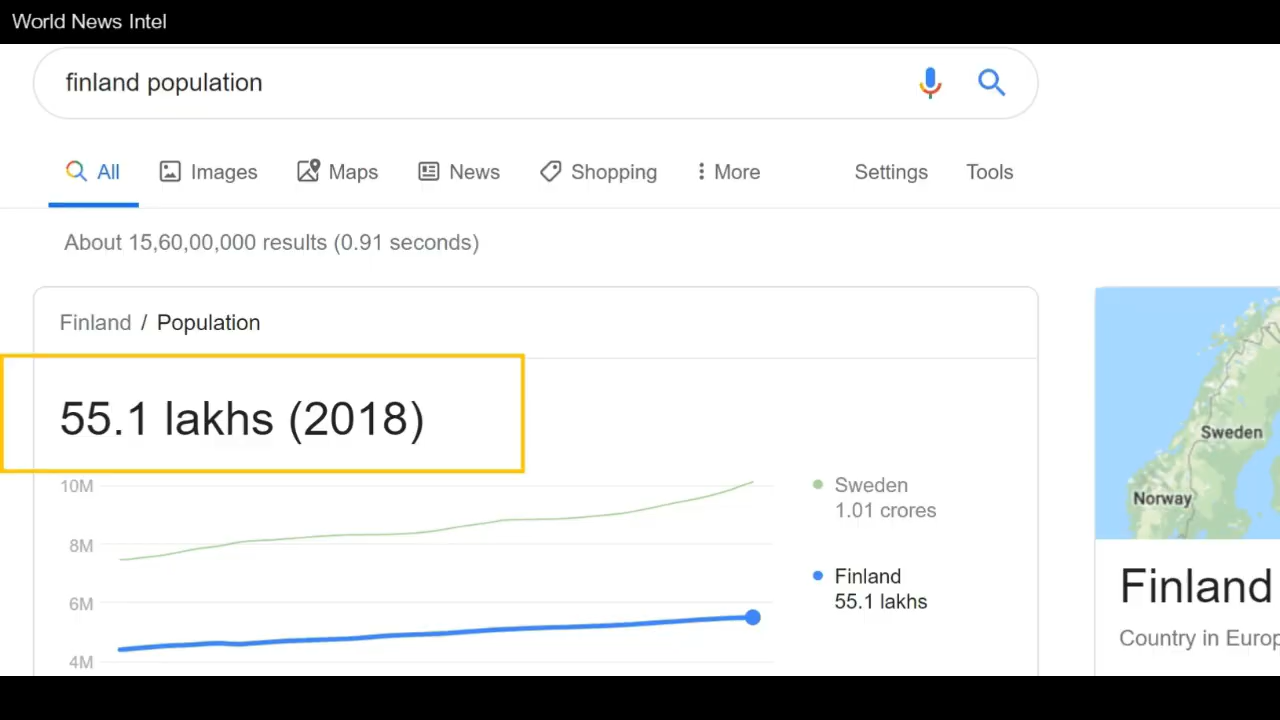 World News Intel
finland population
All Images Maps News Shopping More Settings Tools
About 15,60,00,000 results (0.91 seconds)
Finland / Population
55.1 lakhs (2018)
10M
8M
6M
4M
Sweden
1.01 crores
Finland
55.1 lakhs
Sweden
Norway
Finland
Country in Europ